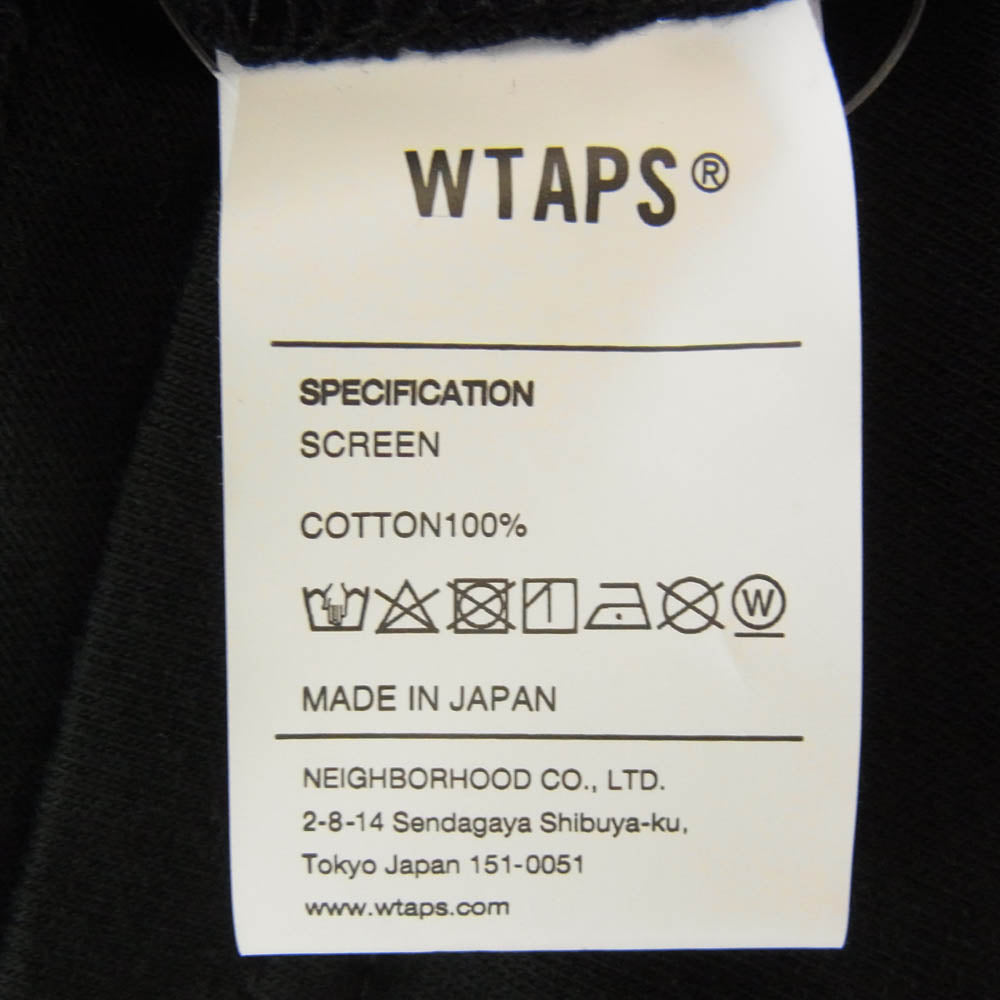 WTAPS®
SPECIFICATION
SCREEN
COTTON100%
W
MADE IN JAPAN
NEIGHBORHOOD CO., LTD.
2-8-14 Sendagaya Shibuya-ku,
Tokyo Japan 151-0051
www.wtaps.com